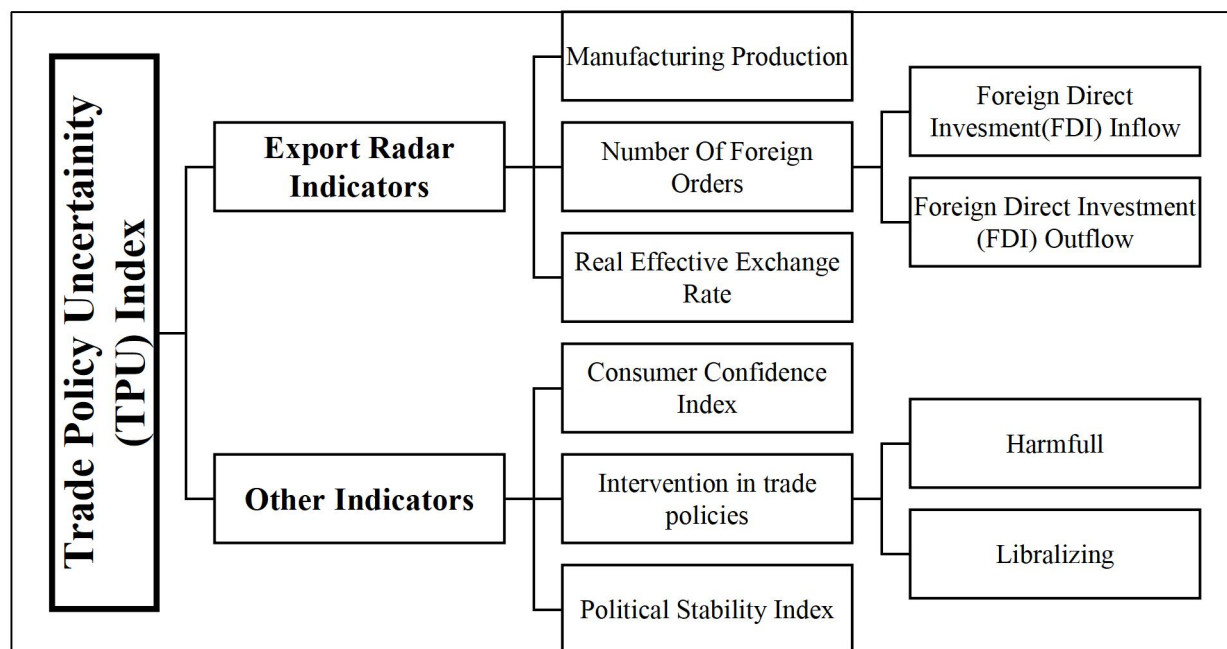 Trade Policy Uncertainity
(TPU) Index
Export Radar
Indicators
Manufacturing Production
Number Of Foreign
Orders
Foreign Direct
Invesment(FDI) Inflow
Foreign Direct Investment
(FDI) Outflow
Real Effective Exchange
Rate
Other Indicators
Consumer Confidence
Index
Intervention in trade
policies
Harmfull
Libralizing
Political Stability Index